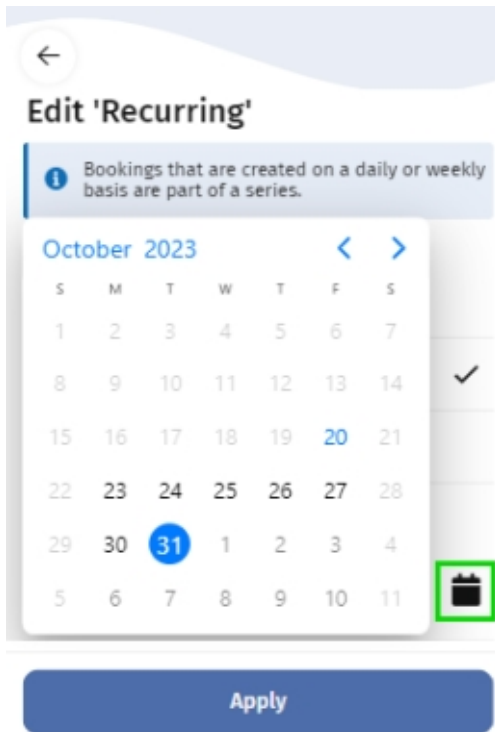 Edit 'Recurring'
Bookings that are created on a daily or weekly
basis are part of a series.
October 2023
S M T W T F S
1 2 3 4 5 6 7
8 9 10 11 12 13 14
15 16 17 18 19 20 21
22 23 24 25 26 27 28
29 30 31 1 2 3 4
5 6 7 8 9 10 11
Apply